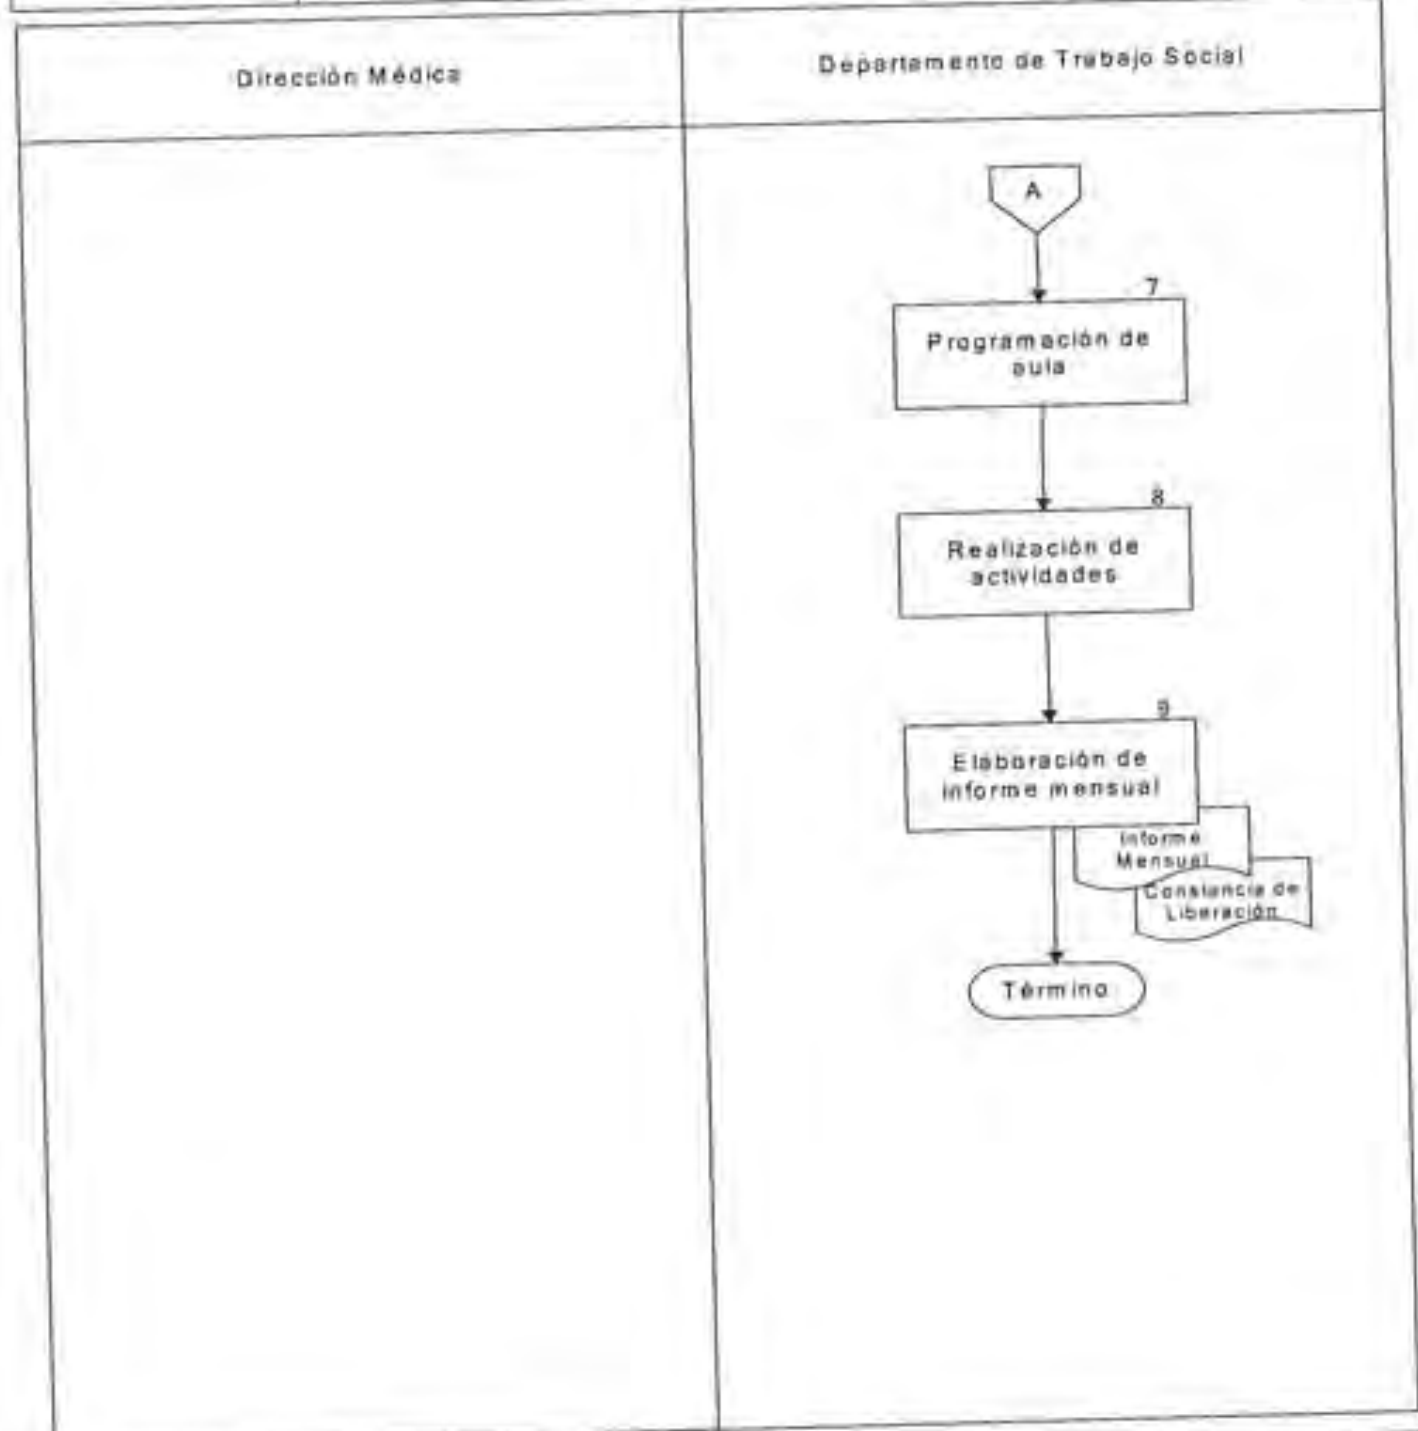 Dirección Médica
Departamento de Trabajo Social
A
7
Programación de
aula
8
Realización de
actividades
9
Elaboración de
informe mensual
Informe
Mensual
Constancia de
Liberación
Término